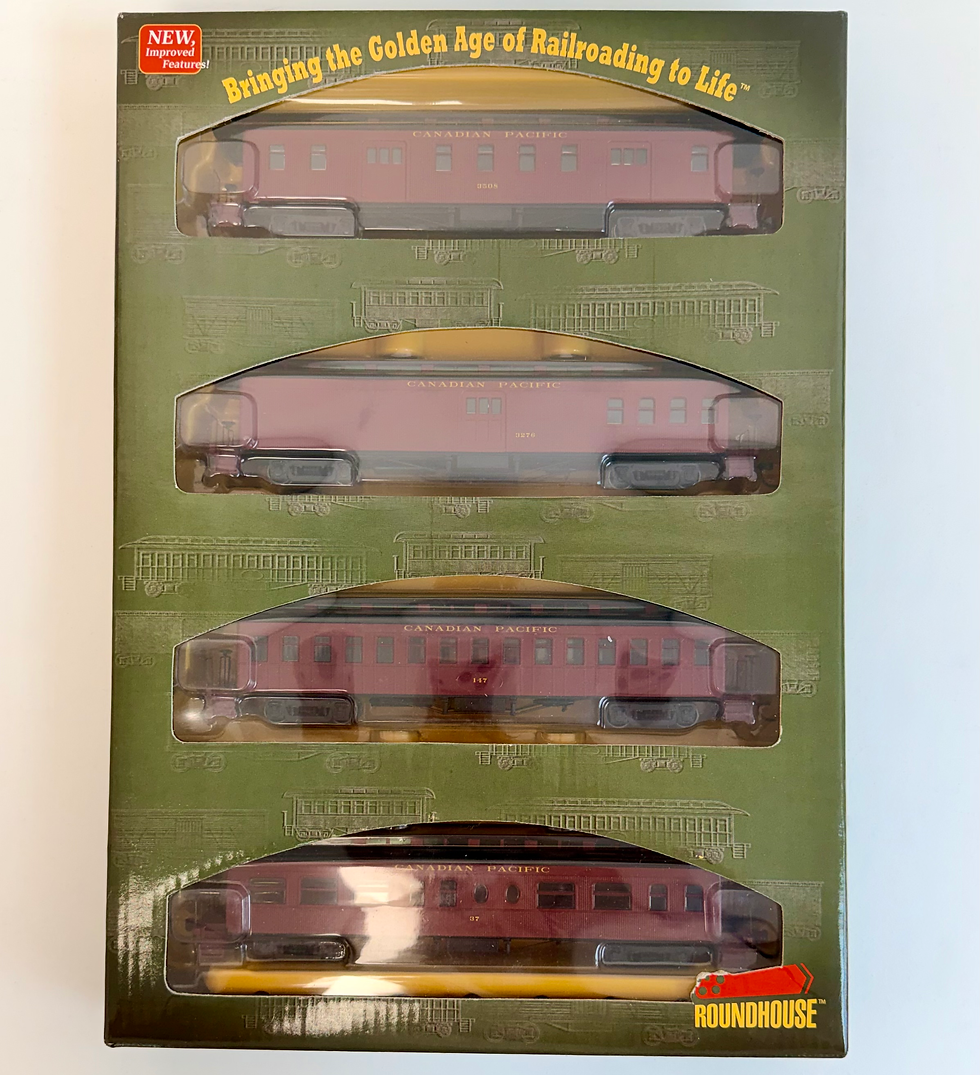 NEW,
Improved
Features!
Bringing the Golden Age of Railroading to Life™
CANADIAN PACIFIC
3508
CANADIAN PACIFIC
3270
CANADIAN PACIFIC
147
CANADIAN PACIFIC
37
ROUNDHOUSE™